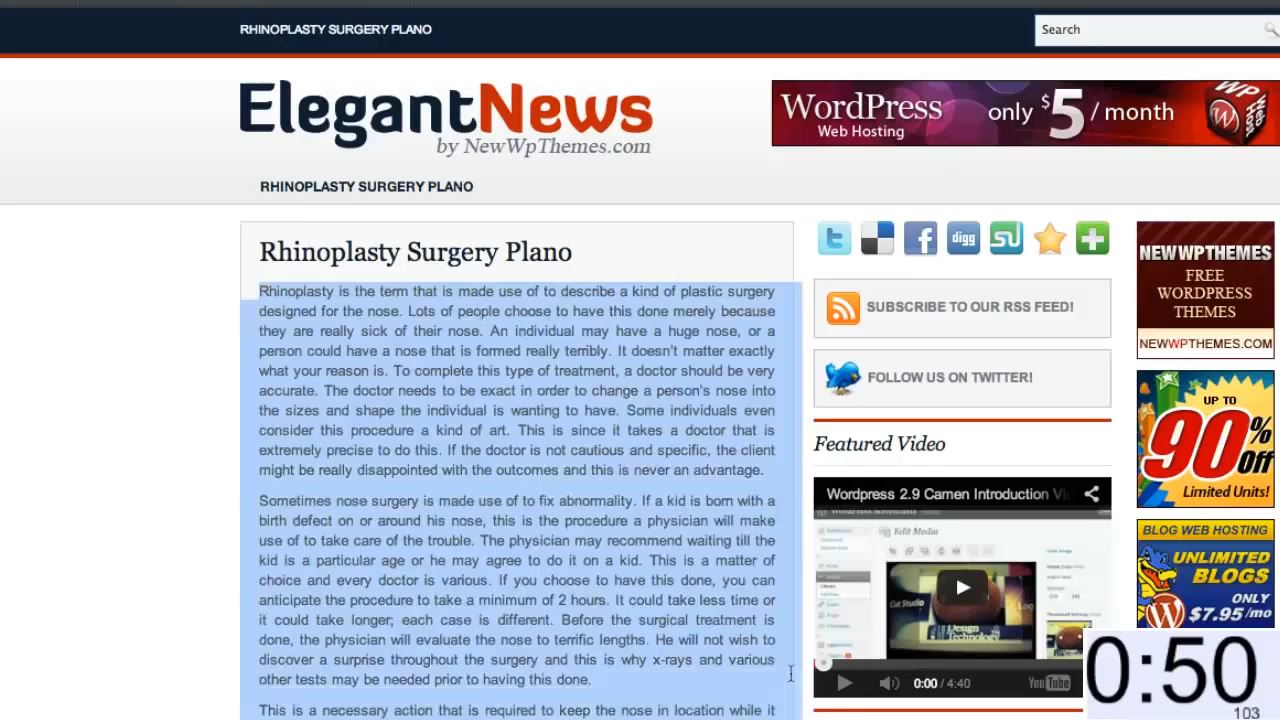 RHINOPLASTY SURGERY PLANO
Search
ElegantNews
by NewWpThemes.com
WordPress
Web Hosting
only $5 / month
WP
RHINOPLASTY SURGERY PLANO
Rhinoplasty Surgery Plano
Rhinoplasty is the term that is made use of to describe a kind of plastic surgery
designed for the nose. Lots of people choose to have this done merely because
they are really sick of their nose. An individual may have a huge nose, or a
person could have a nose that is formed really terribly. It doesn't matter exactly
what your reason is. To complete this type of treatment, a doctor should be very
accurate. The doctor needs to be exact in order to change a person's nose into
the sizes and shape the individual is wanting to have. Some individuals even
consider this procedure a kind of art. This is since it takes a doctor that is
extremely precise to do this. If the doctor is not cautious and specific, the client
might be really disappointed with the outcomes and this is never an advantage.
Sometimes nose surgery is made use of to fix abnormality. If a kid is born with a
birth defect on or around his nose, this is the procedure a physician will make
use of to take care of the trouble. The physician may recommend waiting till the
kid is a particular age or he may agree to do it on a kid. This is a matter of
choice and every doctor is various. If you choose to have this done, you can
anticipate the procedure to take a minimum of 2 hours. It could take less time or
it could take longer; each case is different. Before the surgical treatment is
done, the physician will evaluate the nose to terrific lengths. He will not wish to
discover a surprise throughout the surgery and this is why x-rays and various
other tests may be needed prior to having this done.
This is a necessary action that is required to keep the nose in location while it
t
f
digg
SUBSCRIBE TO OUR RSS FEED!
FOLLOW US ON TWITTER!
Featured Video
Wordpress 2.9 Camen Introduction
Edit Media
Cut Studio
Design
Technology
0:00 / 4:40
YouTube
NEWWPTHEMES
FREE
WORDPRESS
THEMES
NEWWPTHEMES.COM
UP TO
90% Off
Limited Units!
BLOG WEB HOSTING
UNLIMITED
BLOGS
ONLY
$7.95/mo
0:50
103